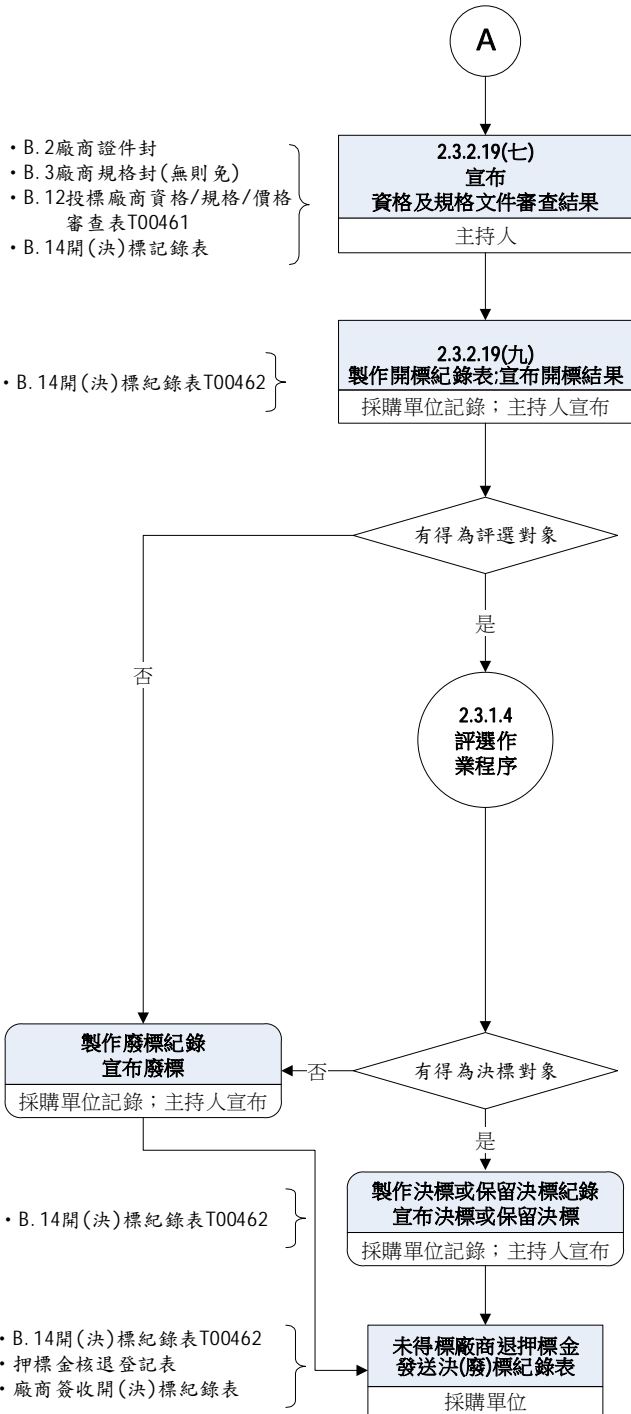 A
• B.2廠商證件封
• B.3廠商規格封(無則免)
• B.12投標廠商資格/規格/價格
審查表T00461
• B.14開(決)標記錄表
2.3.2.19(七)
宣布
資格及規格文件審查結果
主持人
• B.14開(決)標紀錄表T00462
2.3.2.19(九)
製作開標紀錄表;宣布開標結果
採購單位記錄；主持人宣布
有得為評選對象
是
否
2.3.1.4
評選作
業程序
製作廢標紀錄
宣布廢標
採購單位記錄；主持人宣布
否
有得為決標對象
是
• B.14開(決)標紀錄表T00462
製作決標或保留決標紀錄
宣布決標或保留決標
採購單位記錄；主持人宣布
• B.14開(決)標紀錄表T00462
• 押標金核退登記表
• 廠商簽收開(決)標紀錄表
未得標廠商退押標金
發送決(廢)標紀錄表
採購單位